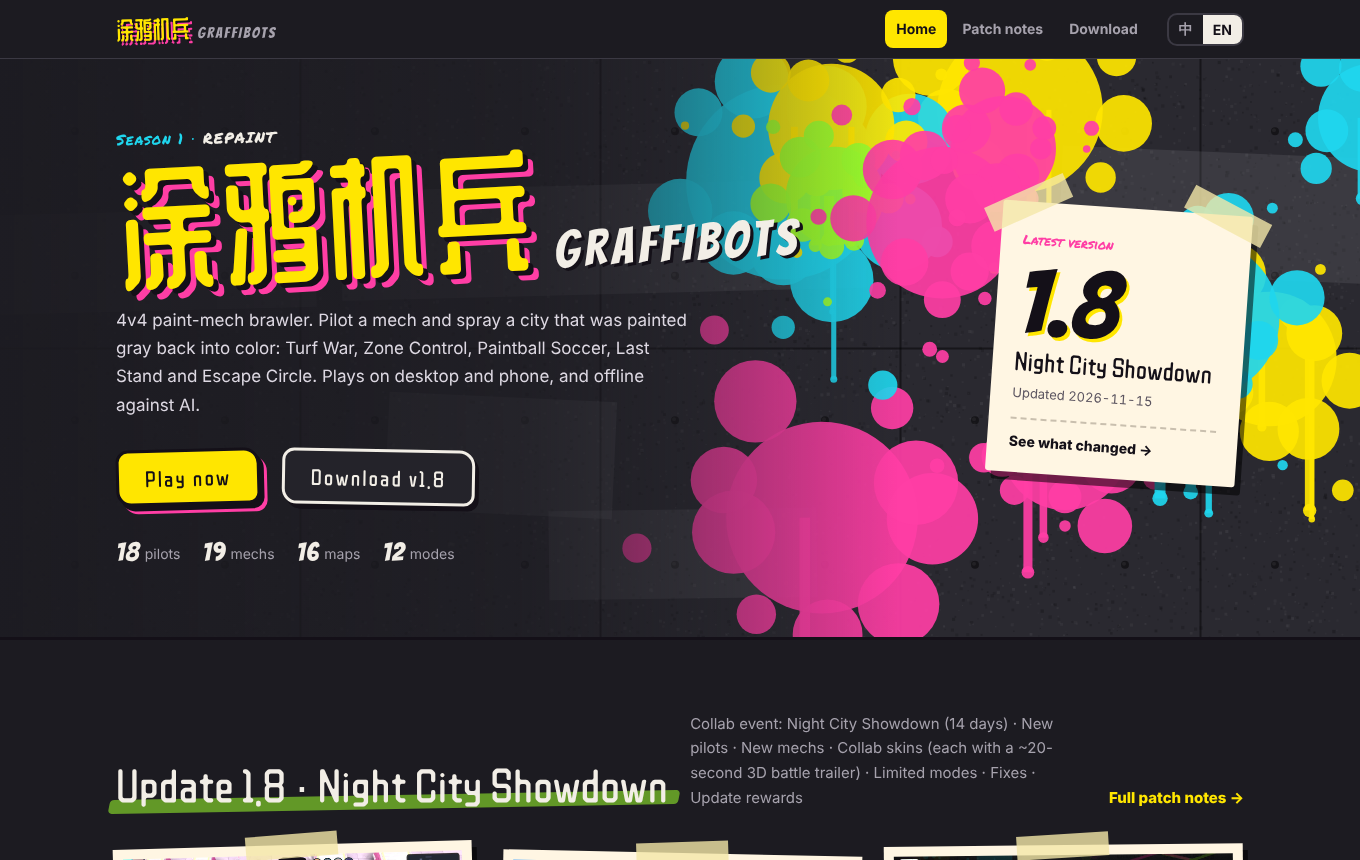 涂鸦机兵 GRAFFIBOTS
Home Patch notes Download 中 EN
Season 1 · REPAINT
涂鸦机兵 GRAFFIBOTS
4v4 paint-mech brawler. Pilot a mech and spray a city that was painted
gray back into color: Turf War, Zone Control, Paintball Soccer, Last
Stand and Escape Circle. Plays on desktop and phone, and offline
against AI.
Play now Download v1.8
18 pilots 19 mechs 16 maps 12 modes
Latest version
1.8
Night City Showdown
Updated 2026-11-15
See what changed →
Update 1.8 · Night City Showdown
Collab event: Night City Showdown (14 days) · New
pilots · New mechs · Collab skins (each with a ~20-
second 3D battle trailer) · Limited modes · Fixes ·
Update rewards
Full patch notes →